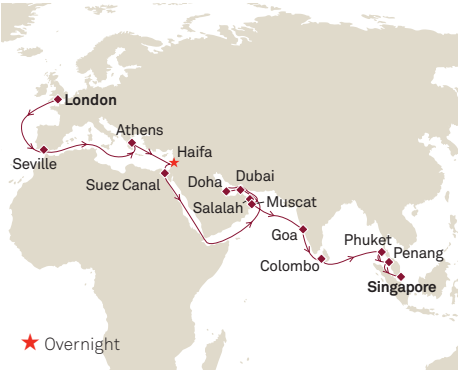 London
Athens
Haifa
Seville
Suez Canal
Doha
Dubai
Salalah
Muscat
Goa
Phuket
Penang
Colombo
Singapore
Overnight